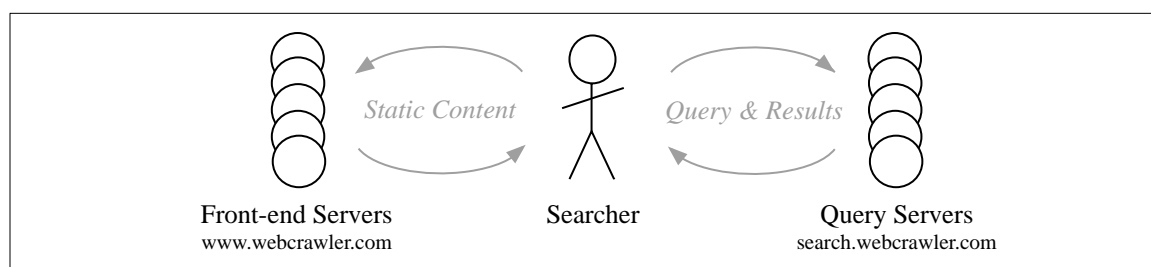 Static Content
Query & Results
Front-end Servers
www.webcrawler.com
Searcher
Query Servers
search.webcrawler.com